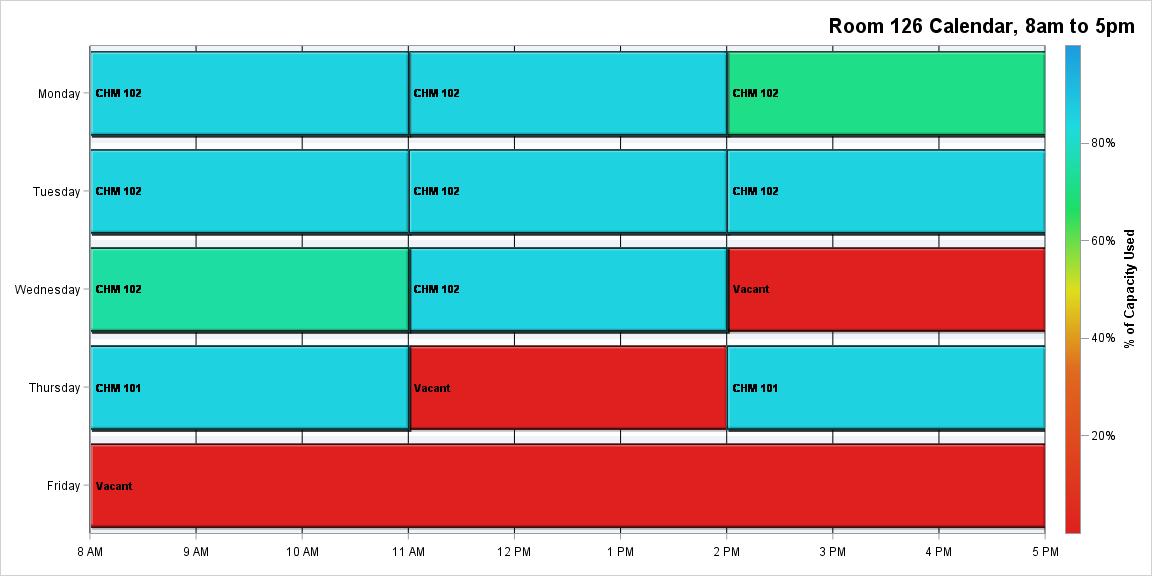 Room 126 Calendar, 8am to 5pm
Monday
CHM 102
CHM 102
CHM 102
Tuesday
CHM 102
CHM 102
CHM 102
Wednesday
CHM 102
CHM 102
Vacant
Thursday
CHM 101
Vacant
CHM 101
Friday
Vacant
8 AM
9 AM
10 AM
11 AM
12 PM
1 PM
2 PM
3 PM
4 PM
5 PM
80%
60%
40%
20%
% of Capacity Used